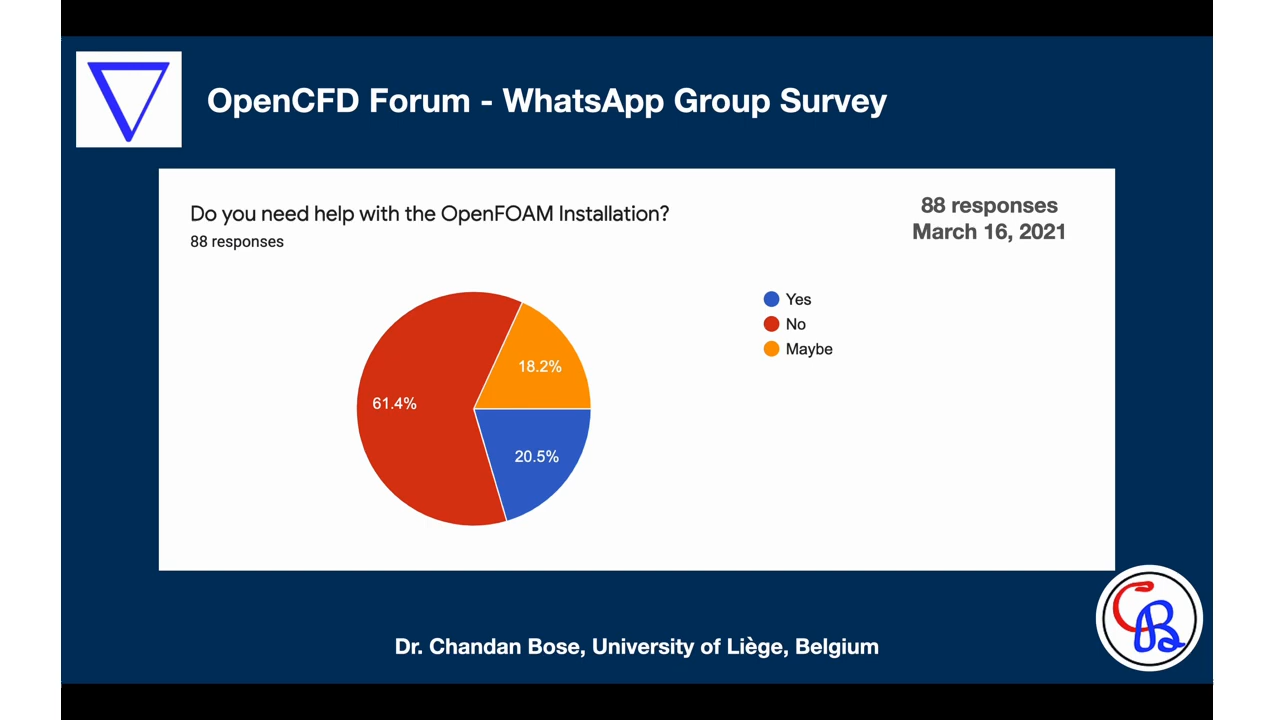 OpenCFD Forum - WhatsApp Group Survey
Do you need help with the OpenFOAM Installation?
88 responses
88 responses
March 16, 2021
Yes
No
Maybe
18.2%
61.4%
20.5%
CB
Dr. Chandan Bose, University of Liège, Belgium